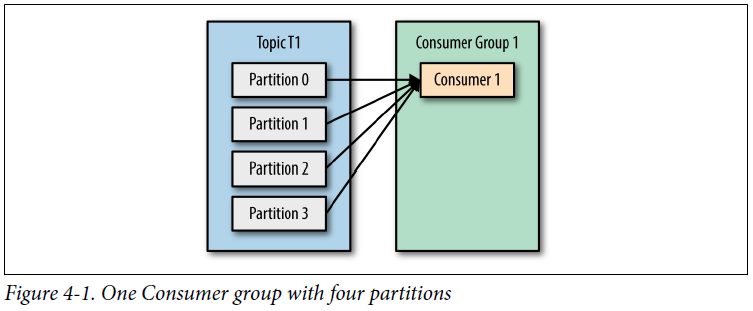 Topic T1
Partition 0
Partition 1
Partition 2
Partition 3
Consumer Group 1
Consumer 1
Figure 4-1. One Consumer group with four partitions